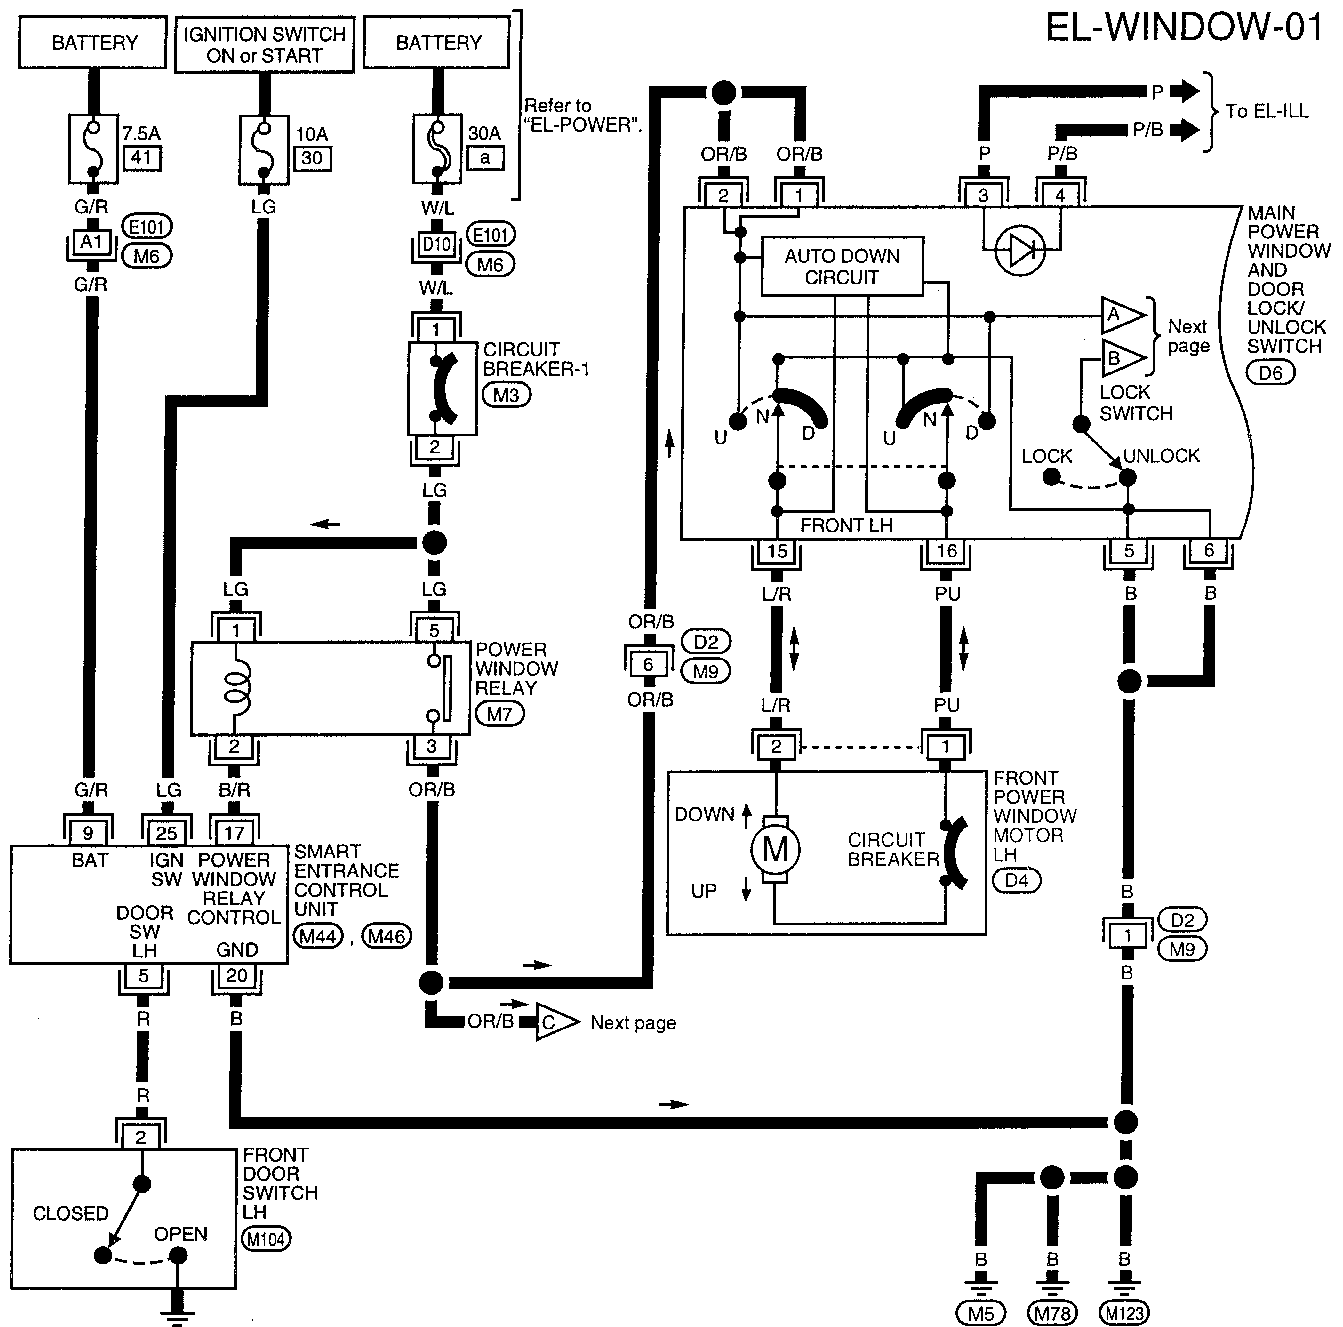 EL-WINDOW-01
BATTERY
IGNITION SWITCH
ON or START
BATTERY
Refer to
"EL-POWER".
7.5A
41
10A
30
30A
a
G/R
LG
W/L
A1
E101
M6
D10
E101
M6
G/R
W/L
1
CIRCUIT
BREAKER-1
M3
2
LG
LG
LG
1
5
POWER
WINDOW
RELAY
M7
2
3
G/R
LG
B/R
OR/B
9
25
17
BAT
IGN
SW
POWER
WINDOW
RELAY
CONTROL
DOOR
SW
LH
GND
SMART
ENTRANCE
CONTROL
UNIT
M44 , M46
5
20
R
B
R
2
FRONT
DOOR
SWITCH
LH
M104
CLOSED
OPEN
OR/B
C
Next page
OR/B
6
D2
M9
OR/B
OR/B
OR/B
P
P/B
P
P/B
To EL-ILL
2
1
3
4
MAIN
POWER
WINDOW
AND
DOOR
LOCK/
UNLOCK
SWITCH
D6
AUTO DOWN
CIRCUIT
A
B
Next
page
LOCK
SWITCH
U
N
D
U
N
D
LOCK
UNLOCK
FRONT LH
15
16
5
6
L/R
PU
B
B
L/R
PU
2
1
FRONT
POWER
WINDOW
MOTOR
LH
D4
DOWN
UP
M
CIRCUIT
BREAKER
B
1
D2
M9
B
B
B
B
M5
M78
M123